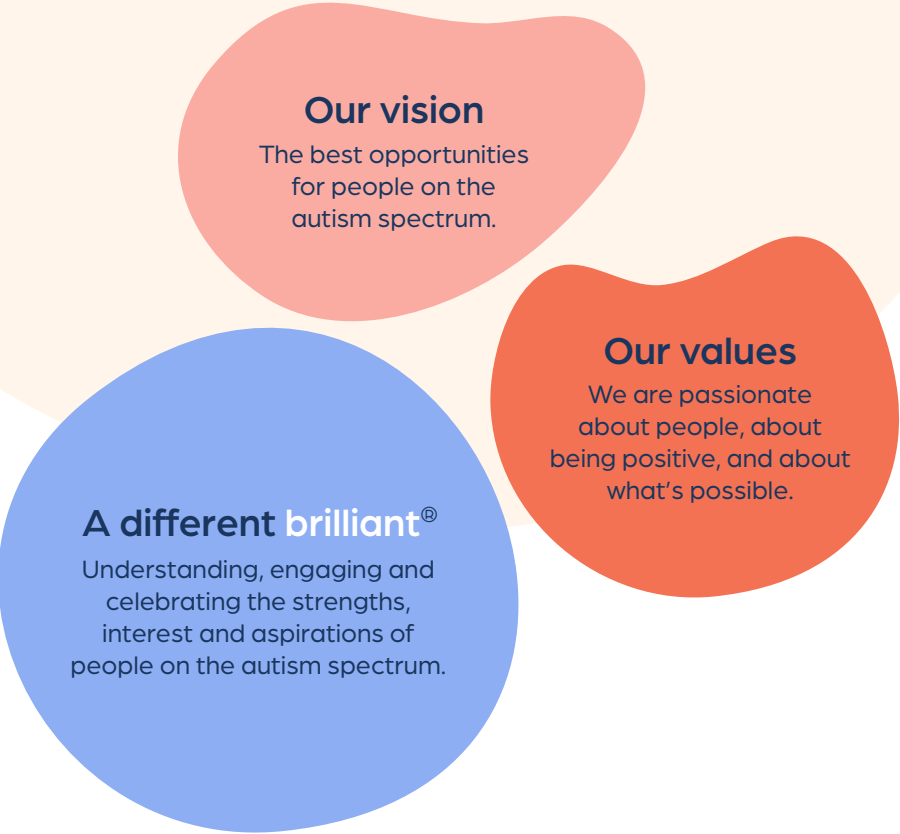 Our vision
The best opportunities
for people on the
autism spectrum.
Our values
We are passionate
about people, about
being positive, and about
what's possible.
A different brilliant®
Understanding, engaging and
celebrating the strengths,
interest and aspirations of
people on the autism spectrum.